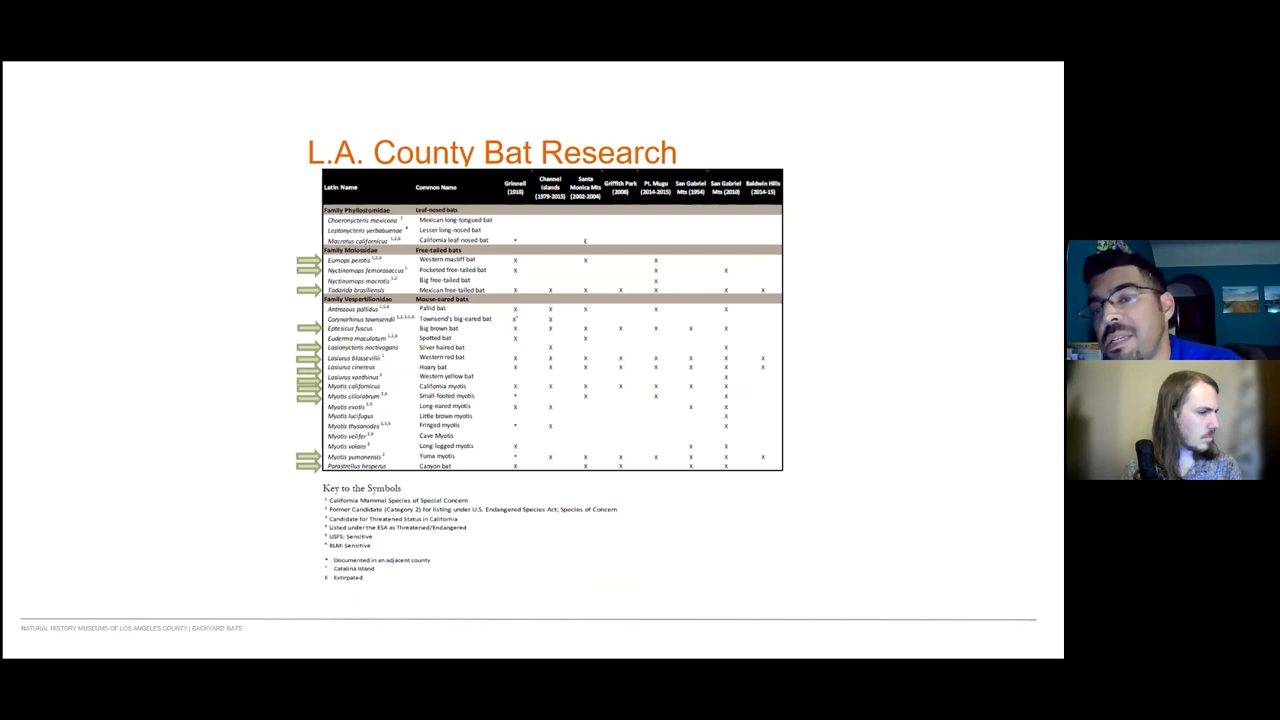 L.A. County Bat Research
Latin Name Common Name Grinnell (1918) Channel Islands (1979-2015) Santa Monica Mts (2002-2004) Griffith Park (2008) Pt. Mugu (2014-2015) San Gabriel Mts (1954) San Gabriel Mts (2010) Baldwin Hills (2014-15)
Family Phyllostomidae Leaf-nosed bats
Choeronycteris mexicana 1 Mexican long-tongued bat
Leptonycteris yerbabuenae 4 Lesser long-nosed bat
Macrotus californicus Californía leaf-nosed bat * E
Family Molossidae Free-tailed bats
Eumops perotis Western mastiff bat X X X
Nyctinomops femorosaccus 1 Pocketed free-tailed bat X X X
Nyctinomops macrotis Big free-tailed bat X
Tadarida brasiliensis Mexican free-tailed bat X X X X X X X
Family Vespertilionidae Mouse-eared bats
Antrozous pallidus Pallid bat X X X X X
Corynorhinus townsendii Townsend's big-eared bat X X
Eptesicus fuscus Big brown bat X X X X X X X
Euderma maculatum Spotted bat X X
Lasionycteris noctivagans Silver haired bat X X
Lasiurus blossevillii 1 Western red bat X X X X X X X X
Lasiurus cinereus Hoary bat X X X X X X X X
Lasiurus xanthinus Western yellow bat X
Myotis californicus California myotis X X X X X X X
Myotis ciliolabrum Small-footed myotis * X X X
Myotis evotis Long-eared myotis X X X X
Myotis lucifugus Little brown myotis X
Myotis thysanodes Fringed myotis * X X
Myotis velifer Cave Myotis
Myotis volans Long-legged myotis X X X
Myotis yumanensis Yuma myotis * X X X X X X X
Parastrellus hesperus Canyon bat X X X X X
Key to the Symbols
1 California Mammal Species of Special Concern
2 Former Candidate (Category 2) for listing under U.S. Endangered Species Act; Species of Concern
3 Candidate for Threatened Status in California
4 Listed under the ESA as Threatened/Endangered
5 USFS: Sensitive
6 BLM: Sensitive
* Documented in an adjacent county
Catalina Island
E Extirpated
NATURAL HISTORY MUSEUMS OF LOS ANGELES COUNTY | BACKYARD BATS